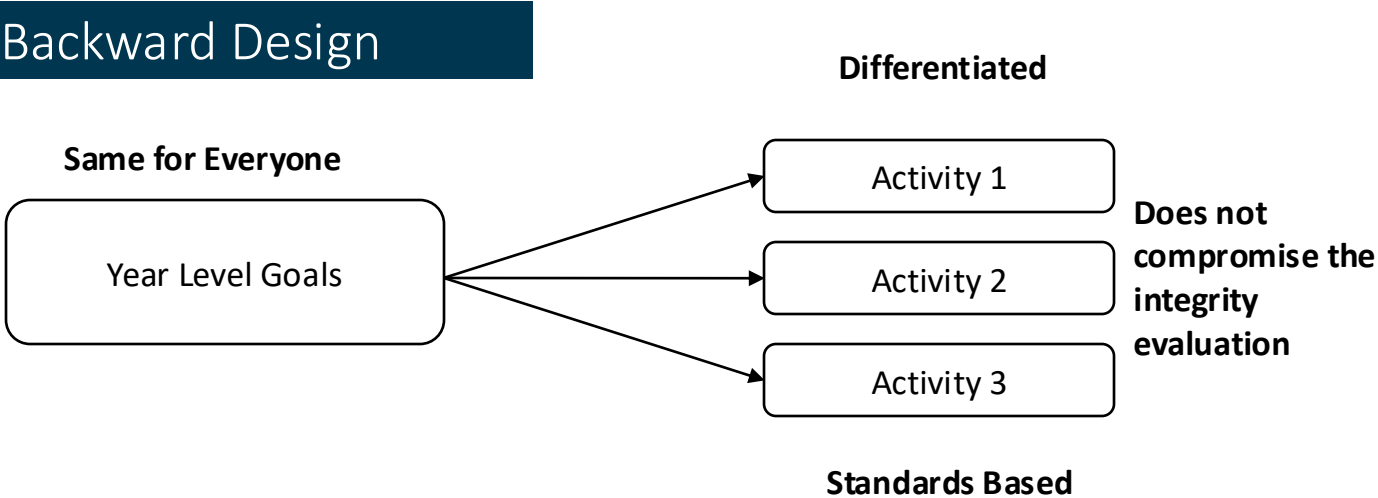 Backward Design
Differentiated
Same for Everyone
Year Level Goals
Activity 1
Activity 2
Activity 3
Does not
compromise the
integrity
evaluation
Standards Based